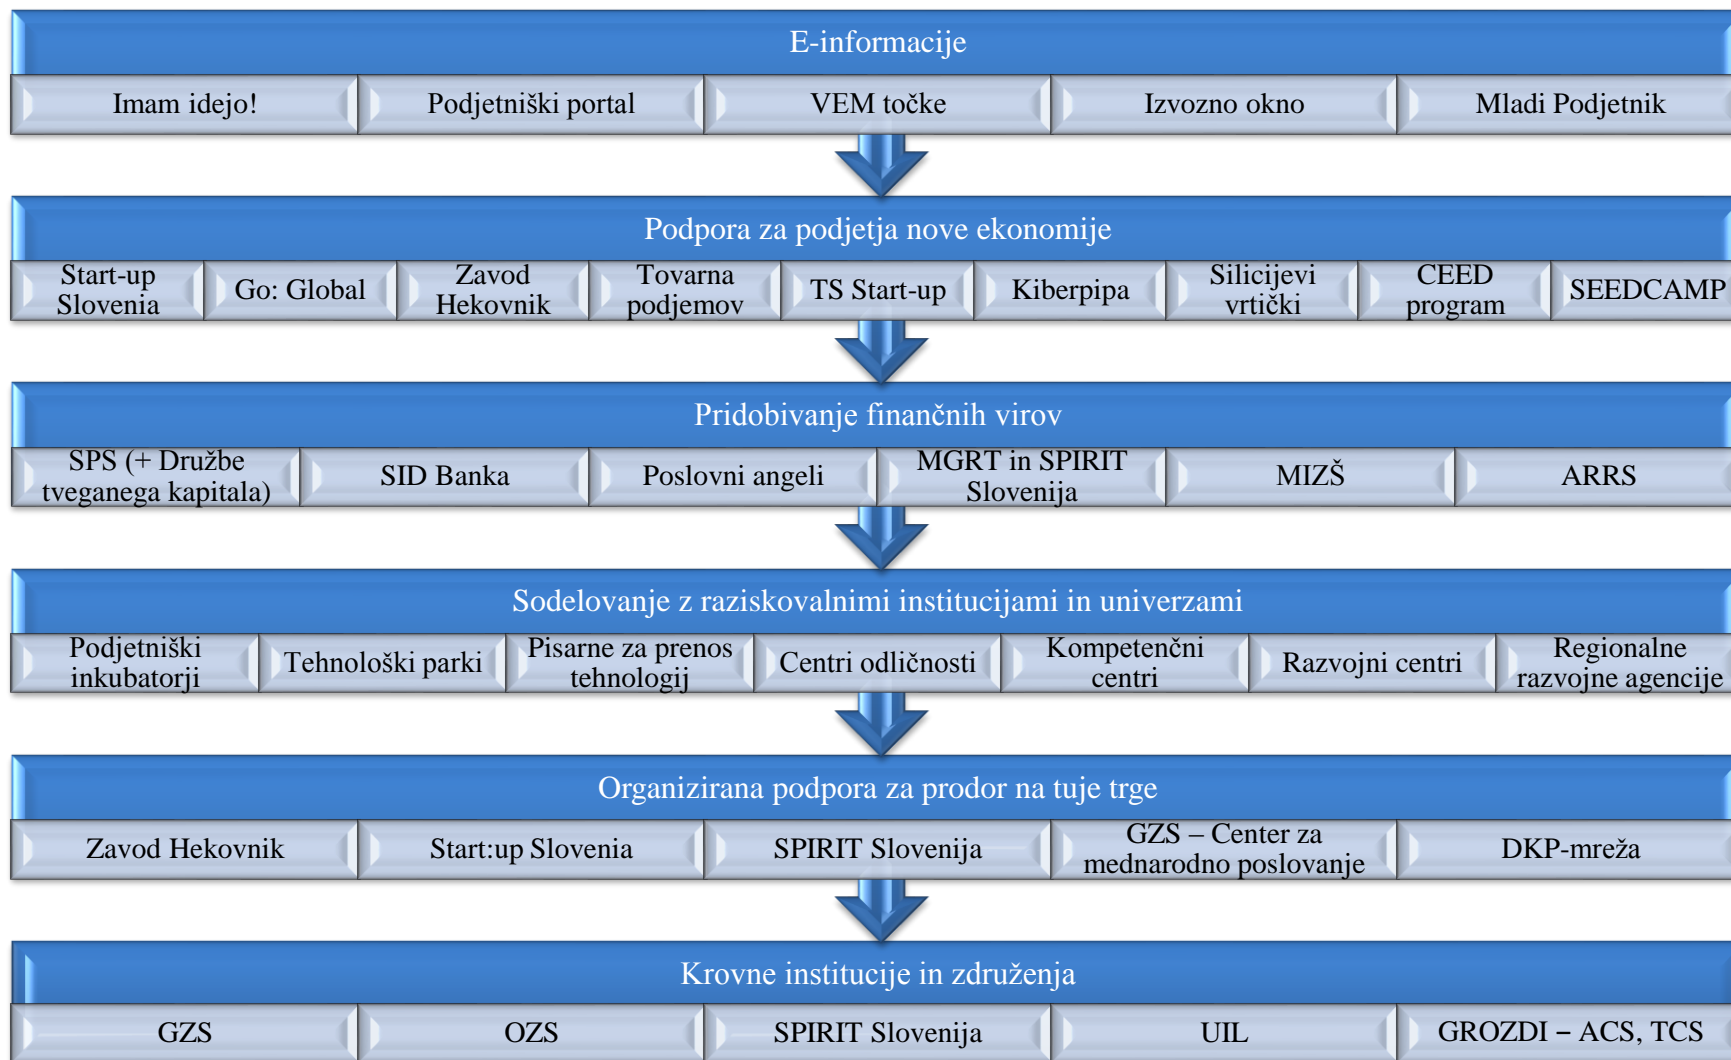 E-informacije
Imam idejo!
Podjetniški portal
VEM točke
Izvozno okno
Mladi Podjetnik
Podpora za podjetja nove ekonomije
Start-up
Slovenia
Go: Global
Zavod
Hekovnik
Tovarna
podjemov
TS Start-up
Kiberpipa
Silicijevi
vrtički
CEED
program
SEEDCAMP
Pridobivanje finančnih virov
SPS (+ Družbe
tveganega kapitala)
SID Banka
Poslovni angeli
MGRT in SPIRIT
Slovenija
MIZŠ
ARRS
Sodelovanje z raziskovalnimi institucijami in univerzami
Podjetniški
inkubatorji
Tehnološki parki
Pisarne za prenos
tehnologij
Centri odličnosti
Kompetenčni
centri
Razvojni centri
Regionalne
razvojne agencije
Organizirana podpora za prodor na tuje trge
Zavod Hekovnik
Start:up Slovenia
SPIRIT Slovenija
GZS – Center za
mednarodno poslovanje
DKP-mreža
Krovne institucije in združenja
GZS
OZS
SPIRIT Slovenija
UIL
GROZDI – ACS, TCS